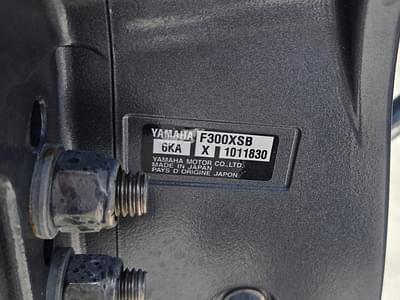 YAMAHA F300XSB
6KA X 1011830
YAMAHA MOTOR CO.,LTD.
MADE IN JAPAN
PAYS D'ORIGINE JAPON